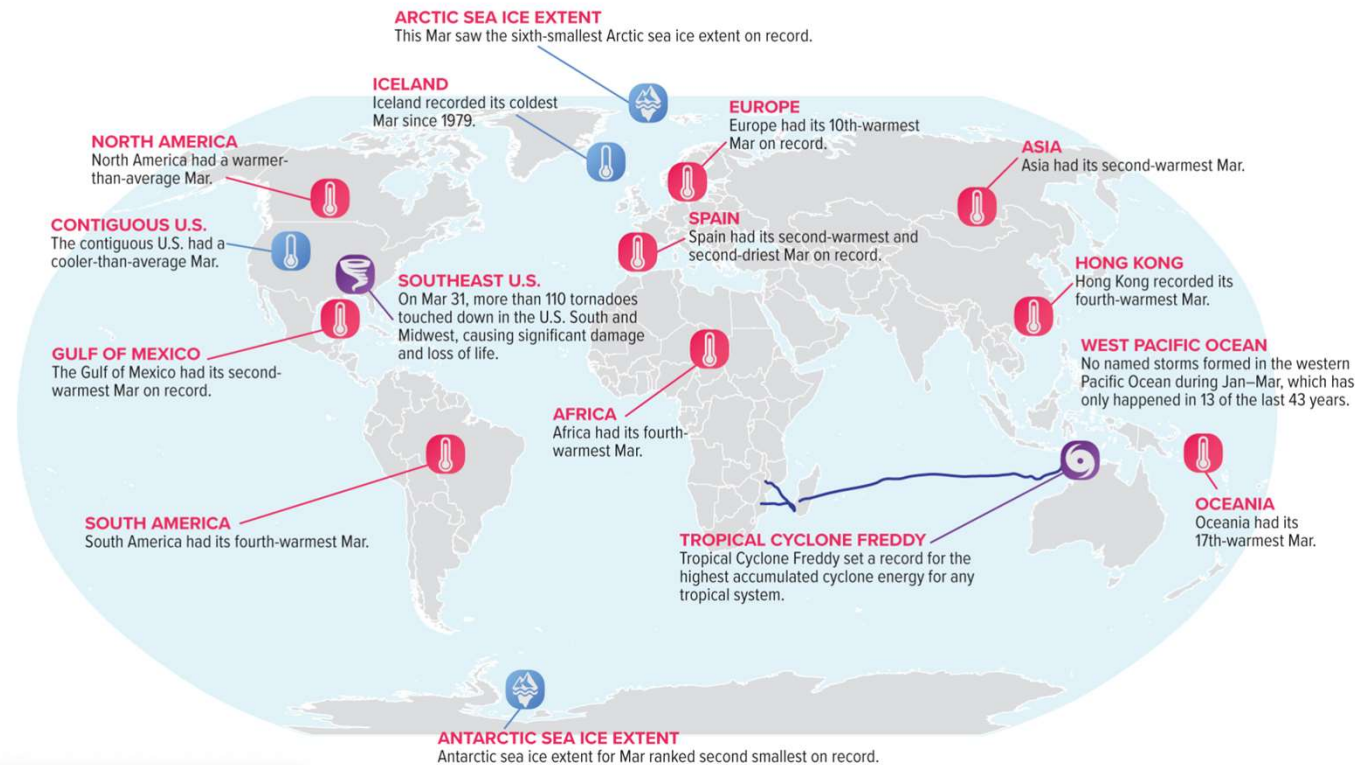 ARCTIC SEA ICE EXTENT
This Mar saw the sixth-smallest Arctic sea ice extent on record.
ICELAND
Iceland recorded its coldest
Mar since 1979.
EUROPE
Europe had its 10th-warmest
Mar on record.
NORTH AMERICA
North America had a warmer-
than-average Mar.
ASIA
Asia had its second-warmest Mar.
CONTIGUOUS U.S.
The contiguous U.S. had a
cooler-than-average Mar.
SPAIN
Spain had its second-warmest and
second-driest Mar on record.
SOUTHEAST U.S.
On Mar 31, more than 110 tornadoes
touched down in the U.S. South and
Midwest, causing significant damage
and loss of life.
HONG KONG
Hong Kong recorded its
fourth-warmest Mar.
GULF OF MEXICO
The Gulf of Mexico had its second-
warmest Mar on record.
WEST PACIFIC OCEAN
No named storms formed in the western
Pacific Ocean during Jan–Mar, which has
only happened in 13 of the last 43 years.
AFRICA
Africa had its fourth-
warmest Mar.
SOUTH AMERICA
South America had its fourth-warmest Mar.
TROPICAL CYCLONE FREDDY
Tropical Cyclone Freddy set a record for the
highest accumulated cyclone energy for any
tropical system.
OCEANIA
Oceania had its
17th-warmest Mar.
ANTARCTIC SEA ICE EXTENT
Antarctic sea ice extent for Mar ranked second smallest on record.